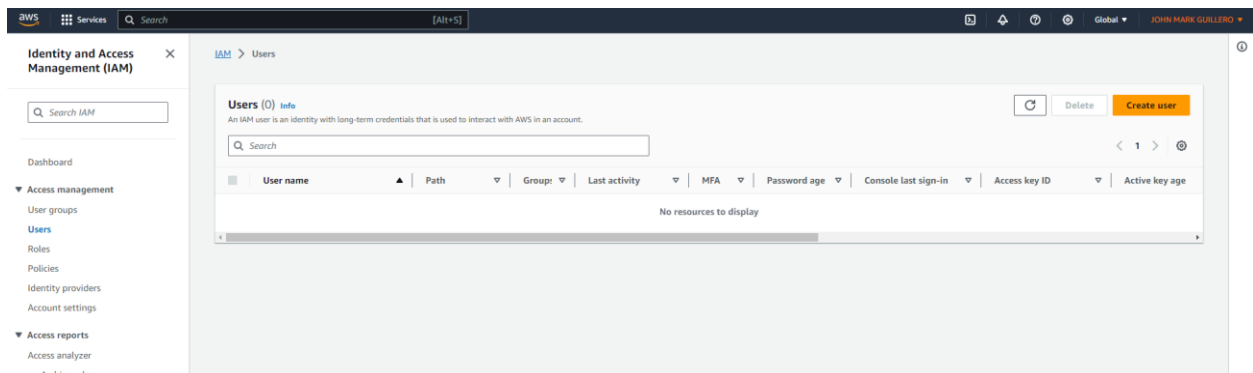 aws Services Search [Alt+S] Global JOHN MARK GUILLERO
Identity and Access
Management (IAM)
Search IAM
Dashboard
Access management
User groups
Users
Roles
Policies
Identity providers
Account settings
Access reports
Access analyzer
IAM > Users
Users (0) Info
An IAM user is an identity with long-term credentials that is used to interact with AWS in an account.
Delete Create user
Search
1
User name Path Group: Last activity MFA Password age Console last sign-in Access key ID Active key age
No resources to display